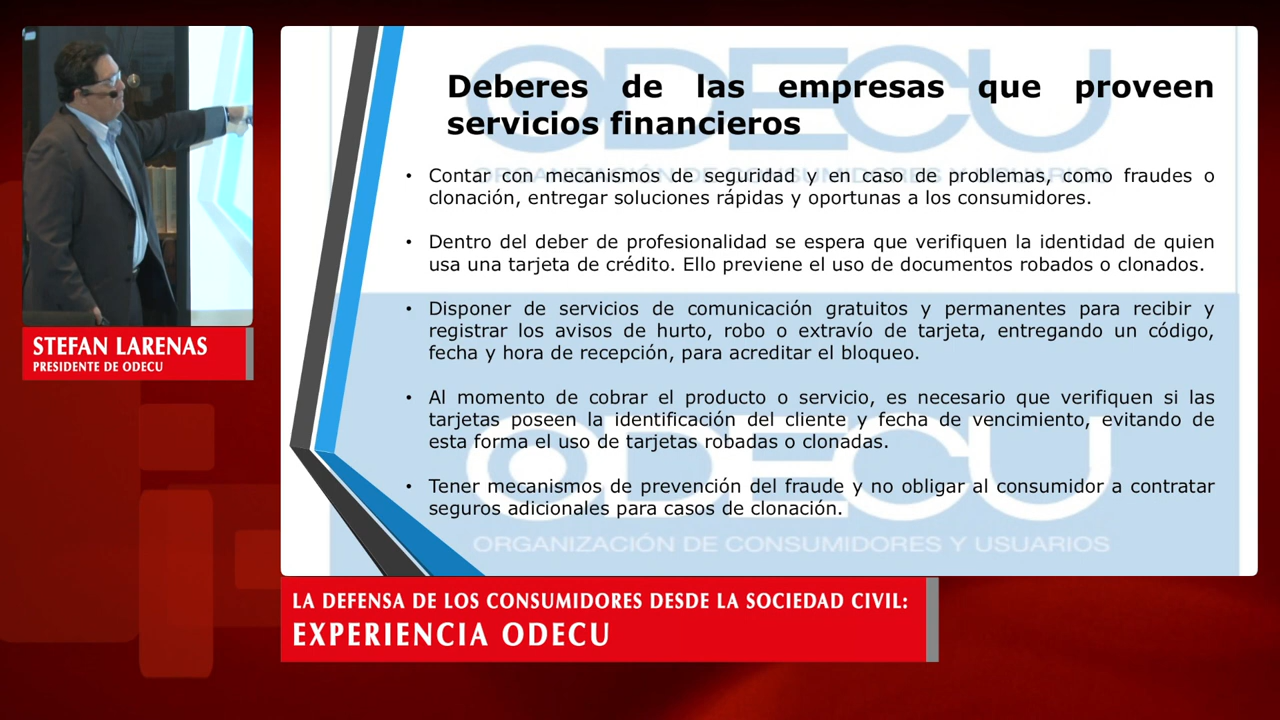 STEFAN LARENAS
PRESIDENTE DE ODECU
ODECU
ORGANIZACIÓN DE CONSUMIDORES Y USUARIOS
Deberes de las empresas que proveen
servicios financieros
• Contar con mecanismos de seguridad y en caso de problemas, como fraudes o
clonación, entregar soluciones rápidas y oportunas a los consumidores.
• Dentro del deber de profesionalidad se espera que verifiquen la identidad de quien
usa una tarjeta de crédito. Ello previene el uso de documentos robados o clonados.
• Disponer de servicios de comunicación gratuitos y permanentes para recibir y
registrar los avisos de hurto, robo o extravío de tarjeta, entregando un código,
fecha y hora de recepción, para acreditar el bloqueo.
• Al momento de cobrar el producto o servicio, es necesario que verifiquen si las
tarjetas poseen la identificación del cliente y fecha de vencimiento, evitando de
esta forma el uso de tarjetas robadas o clonadas.
• Tener mecanismos de prevención del fraude y no obligar al consumidor a contratar
seguros adicionales para casos de clonación.
ODECU
ORGANIZACIÓN DE CONSUMIDORES Y USUARIOS
LA DEFENSA DE LOS CONSUMIDORES DESDE LA SOCIEDAD CIVIL:
EXPERIENCIA ODECU